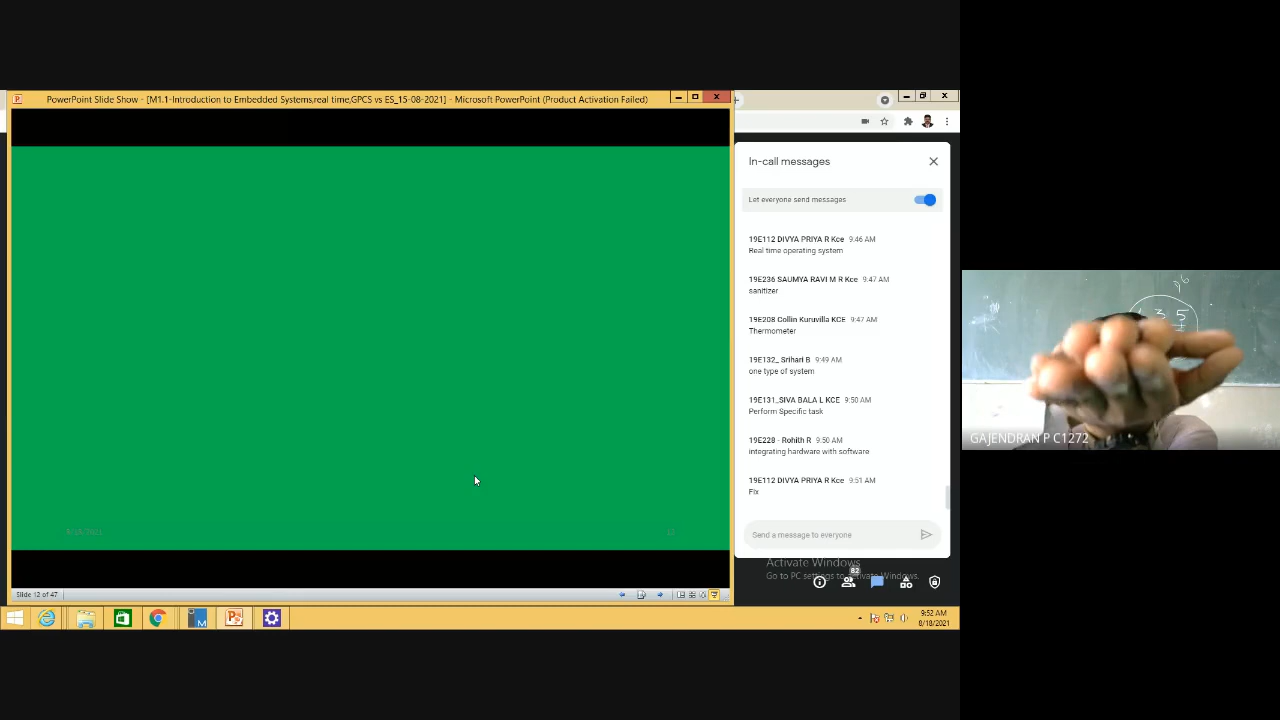 PowerPoint Slide Show - [M1.1-Introduction to Embedded Systems,real time,GPCS vs ES_15-08-2021] - Microsoft PowerPoint (Product Activation Failed)
In-call messages
Let everyone send messages
19E112 DIVYA PRIYA R Kce 9:46 AM
Real time operating system
19E236 SAUMYA RAVI M R Kce 9:47 AM
sanitizer
19E208 Collin Kuruvilla KCE 9:47 AM
Thermometer
19E132_ Srihari B 9:49 AM
one type of system
19E131_SIVA BALA L KCE 9:50 AM
Perform Specific task
19E228 - Rohith R 9:50 AM
integrating hardware with software
19E112 DIVYA PRIYA R Kce 9:51 AM
Fix
Send a message to everyone
Activate Windows
Go to PC settings to activate Windows.
82
3 5
GAJENDRAN P C1272
Slide 12 of 47
9:52 AM
8/18/2021